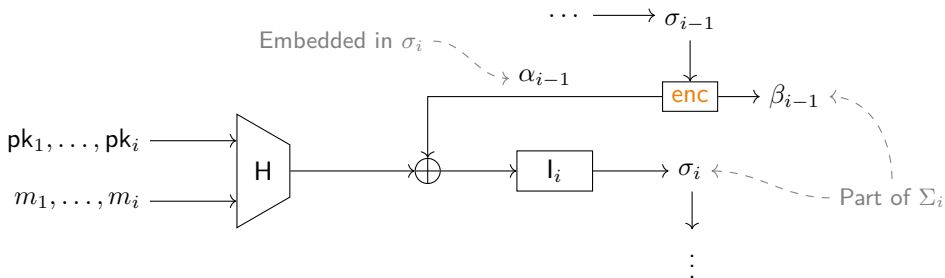 ⋯ σ_{i−1}
Embedded in σ_i
α_{i−1}
enc
β_{i−1}
pk_1, . . . , pk_i
H
⊕
I_i
σ_i
m_1, . . . , m_i
Part of Σ_i
⋮